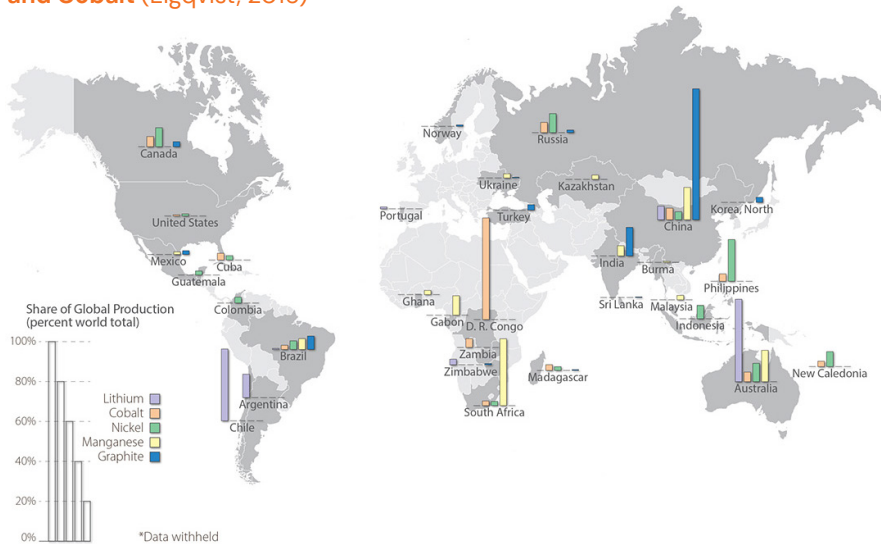 and Cobalt (Elgqvist, 2016)
Norway
Canada
Russia
Ukraine
Kazakhstan
United States
Portugal
Turkey
Korea, North
China
Mexico
Cuba
India
Burma
Guatemala
Philippines
Ghana
Sri Lanka
Malaysia
Share of Global Production
(percent world total)
Colombia
Gabon
D. R. Congo
Indonesia
100%
Brazil
Zambia
Zimbabwe
Madagascar
New Caledonia
80%
Argentina
Australia
Lithium
Cobalt
South Africa
60%
Nickel
Chile
Manganese
40%
Graphite
20%
0%
*Data withheld